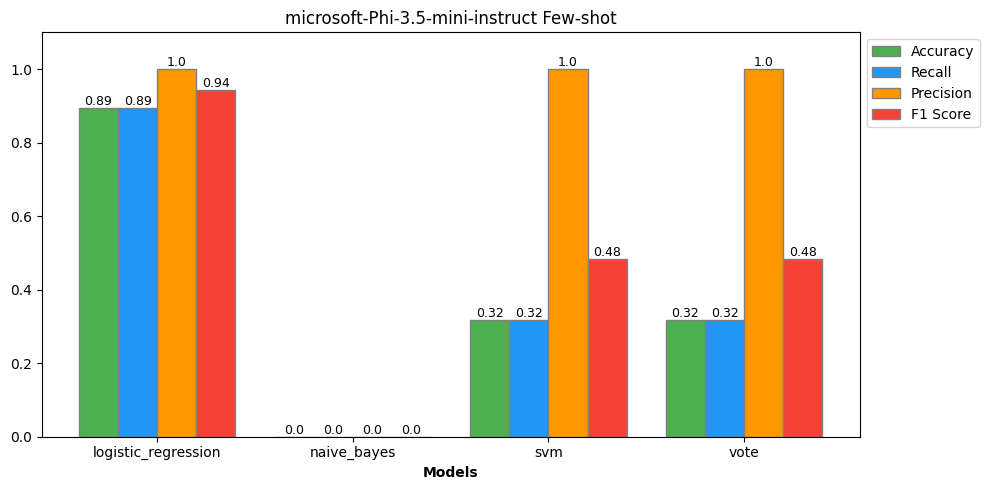 microsoft-Phi-3.5-mini-instruct Few-shot
Accuracy
Recall
Precision
F1 Score
1.0
0.8
0.6
0.4
0.2
0.0
0.89 0.89 1.0 0.94
0.0 0.0 0.0 0.0
0.32 0.32 1.0 0.48
0.32 0.32 1.0 0.48
logistic_regression naive_bayes svm vote
Models